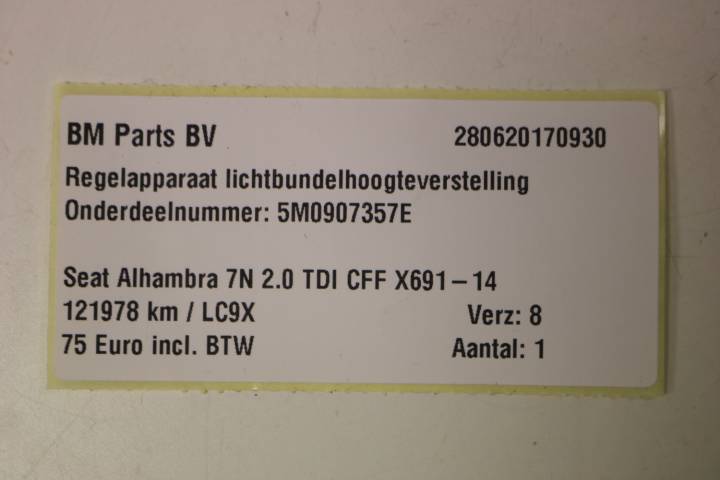 BM Parts BV 280620170930
Regelapparaat lichtbundelhoogteverstelling
Onderdeelnummer: 5M0907357E
Seat Alhambra 7N 2.0 TDI CFF X691-14
121978 km / LC9X Verz: 8
75 Euro incl. BTW Aantal: 1